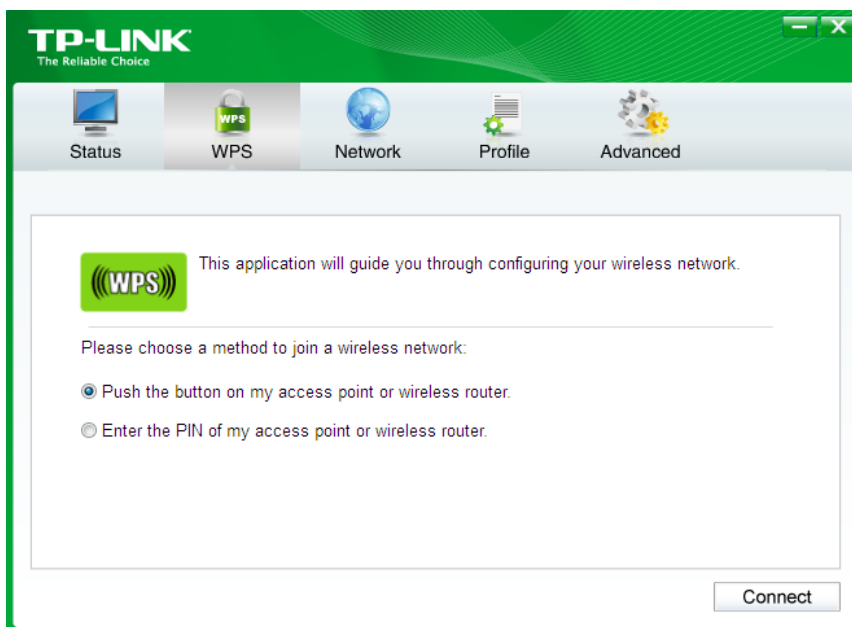 TP-LINK
The Reliable Choice
Status
WPS
WPS
Network
Profile
Advanced
(((WPS)))
This application will guide you through configuring your wireless network.
Please choose a method to join a wireless network:
Push the button on my access point or wireless router.
Enter the PIN of my access point or wireless router.
Connect